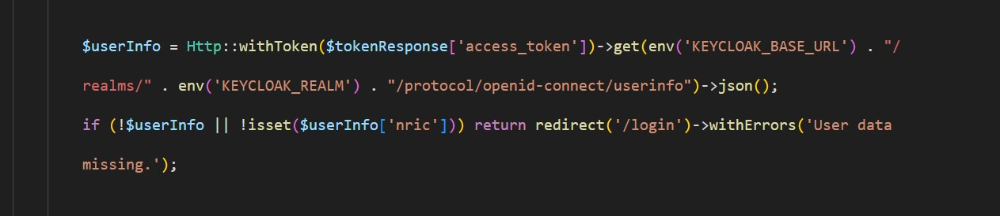 $userInfo = Http::withToken($tokenResponse['access_token'])->get(env('KEYCLOAK_BASE_URL') . "/
realms/" . env('KEYCLOAK_REALM') . "/protocol/openid-connect/userinfo")->json();
if (!$userInfo || !isset($userInfo['nric'])) return redirect('/login')->withErrors('User data
missing.');